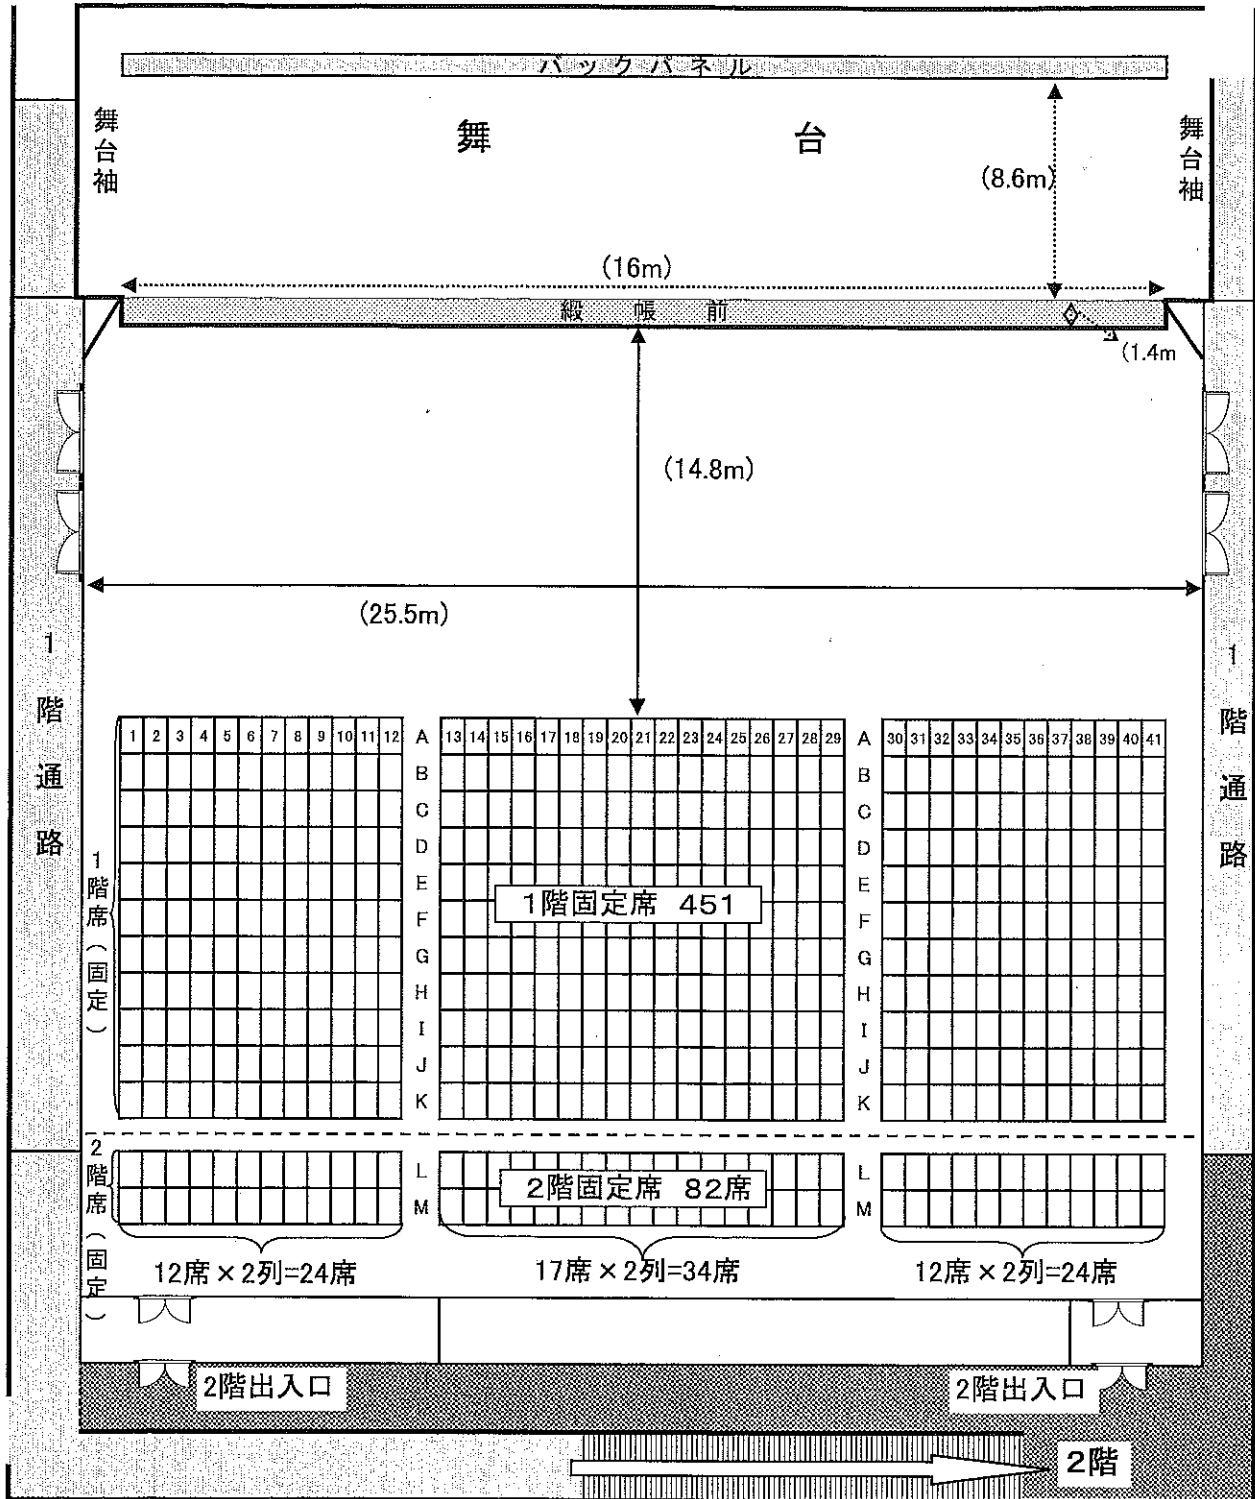 バックパネル
舞台袖
舞台
舞台袖
(8.6m)
(16m)
緞帳前
(1.4m
(14.8m)
(25.5m)
1階通路
1階通路
1 2 3 4 5 6 7 8 9 10 11 12 A 13 14 15 16 17 18 19 20 21 22 23 24 25 26 27 28 29 A 30 31 32 33 34 35 36 37 38 39 40 41
B B
C C
D D
1階席(固定)
E E
1階固定席 451
F F
G G
H H
I I
J J
K K
2階席(固定)
L L
2階固定席 82席
M M
12席×2列=24席 17席×2列=34席 12席×2列=24席
2階出入口 2階出入口
2階